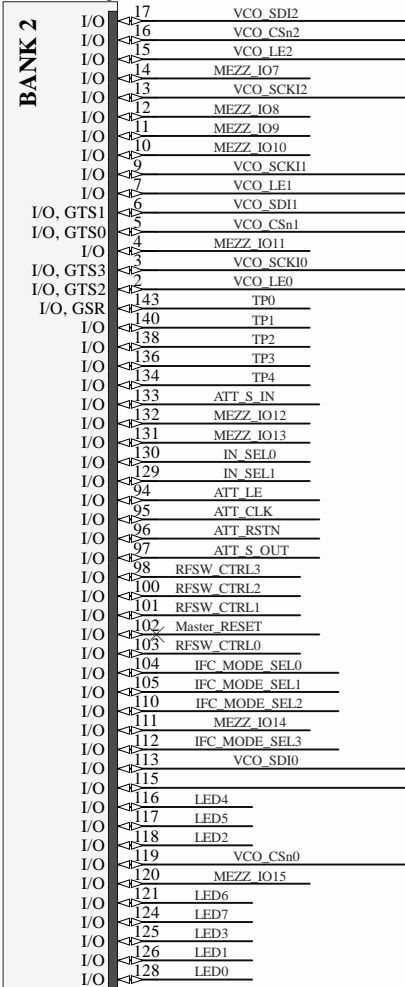 BANK 2
I/O 17 VCO_SDI2
I/O 16 VCO_CSn2
I/O 15 VCO_LE2
I/O 14 MEZZ_IO7
I/O 13 VCO_SCKI2
I/O 12 MEZZ_IO8
I/O 11 MEZZ_IO9
I/O 10 MEZZ_IO10
I/O 9 VCO_SCKI1
I/O 7 VCO_LE1
I/O, GTS1 6 VCO_SDI1
I/O, GTS0 5 VCO_CSn1
I/O 4 MEZZ_IO11
I/O, GTS3 3 VCO_SCKI0
I/O, GTS2 2 VCO_LE0
I/O, GSR 143 TP0
I/O 140 TP1
I/O 138 TP2
I/O 136 TP3
I/O 134 TP4
I/O 133 ATT_S_IN
I/O 132 MEZZ_IO12
I/O 131 MEZZ_IO13
I/O 130 IN_SEL0
I/O 129 IN_SEL1
I/O 94 ATT_LE
I/O 95 ATT_CLK
I/O 96 ATT_RSTN
I/O 97 ATT_S_OUT
I/O 98 RFSW_CTRL3
I/O 100 RFSW_CTRL2
I/O 101 RFSW_CTRL1
I/O 102 Master_RESET
I/O 103 RFSW_CTRL0
I/O 104 IFC_MODE_SEL0
I/O 105 IFC_MODE_SEL1
I/O 110 IFC_MODE_SEL2
I/O 111 MEZZ_IO14
I/O 112 IFC_MODE_SEL3
I/O 113 VCO_SDI0
I/O 115
I/O 116 LED4
I/O 117 LED5
I/O 118 LED2
I/O 119 VCO_CSn0
I/O 120 MEZZ_IO15
I/O 121 LED6
I/O 124 LED7
I/O 125 LED3
I/O 126 LED1
I/O 128 LED0